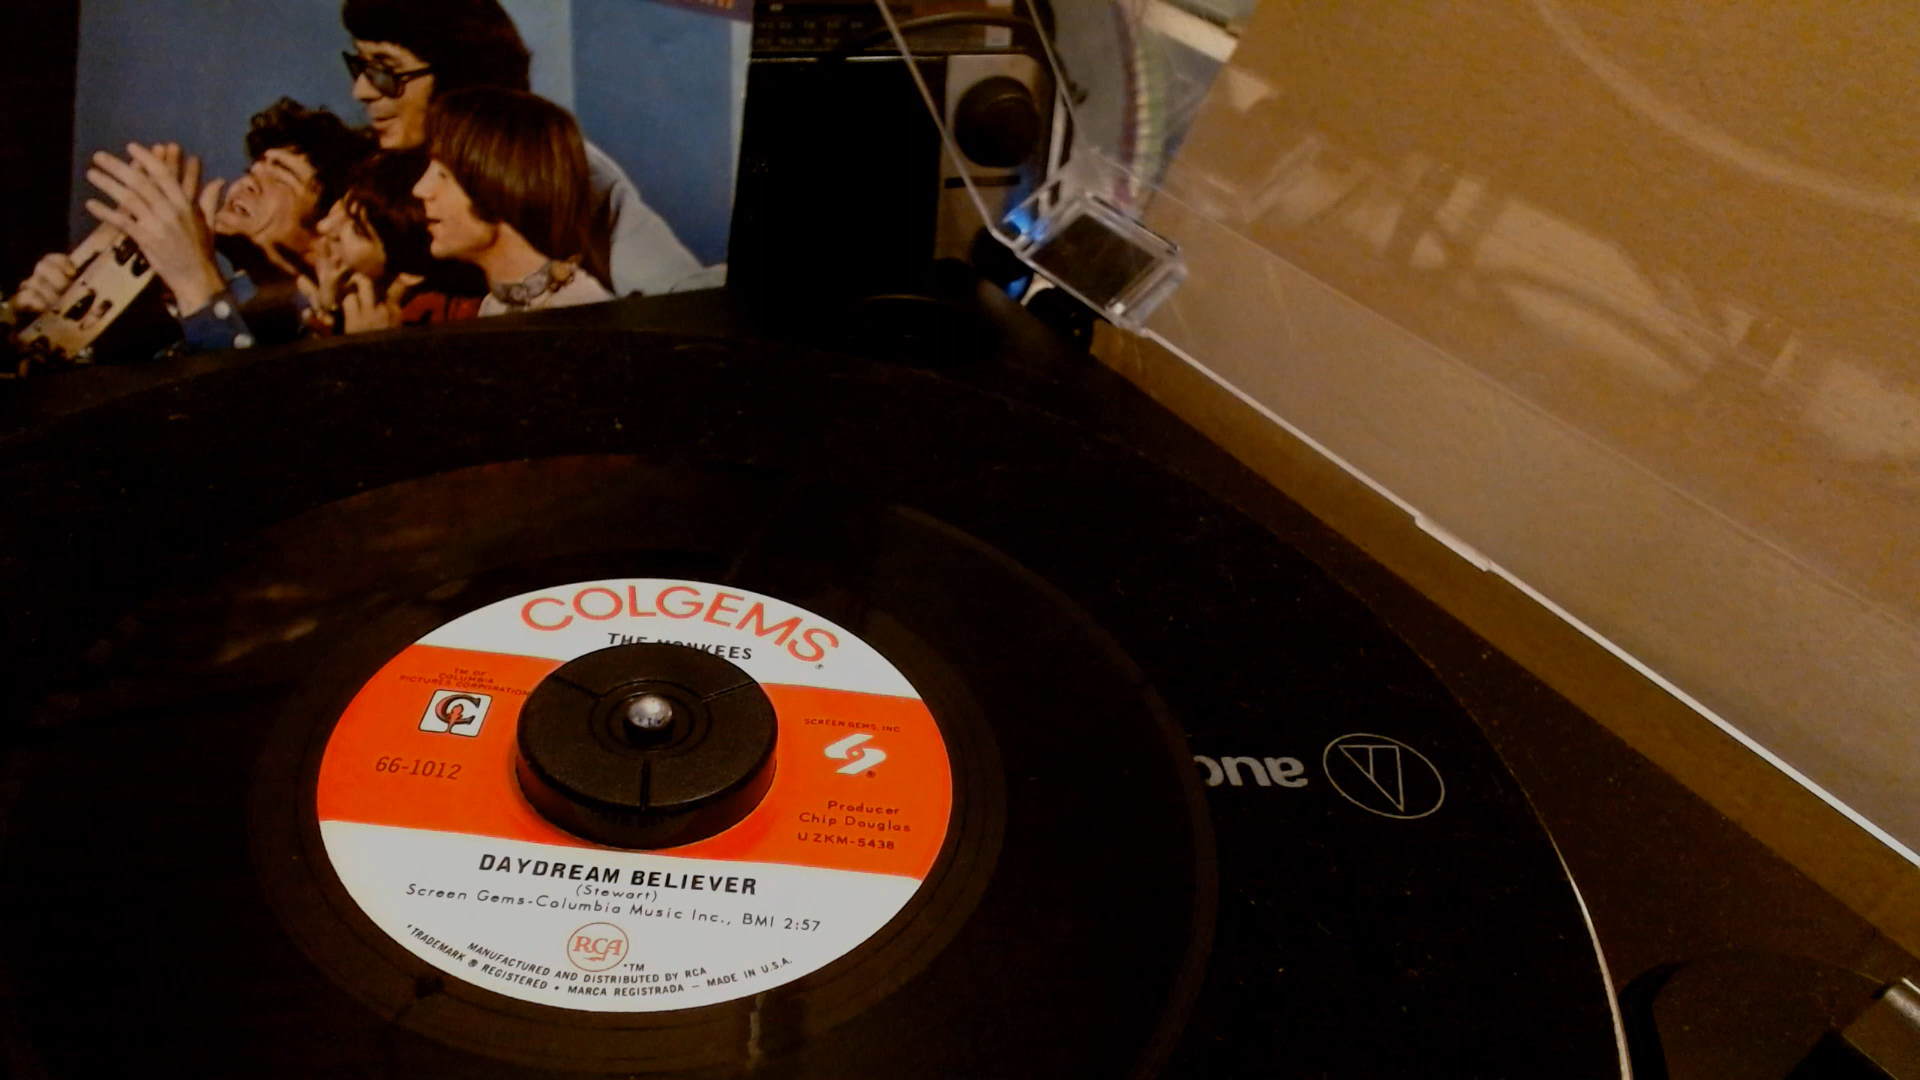 COLGEMS®
THE MONKEES
TM OF
COLUMBIA
PICTURES CORPORATION
SCREEN GEMS, INC
®
66-1012
Producer
Chip Douglas
UZKM-5438
DAYDREAM BELIEVER
(Stewart)
Screen Gems-Columbia Music Inc., BMI 2:57
RCA
*TM
MANUFACTURED AND DISTRIBUTED BY RCA
*TRADEMARK ® REGISTERED • MARCA REGISTRADA — MADE IN U.S.A.